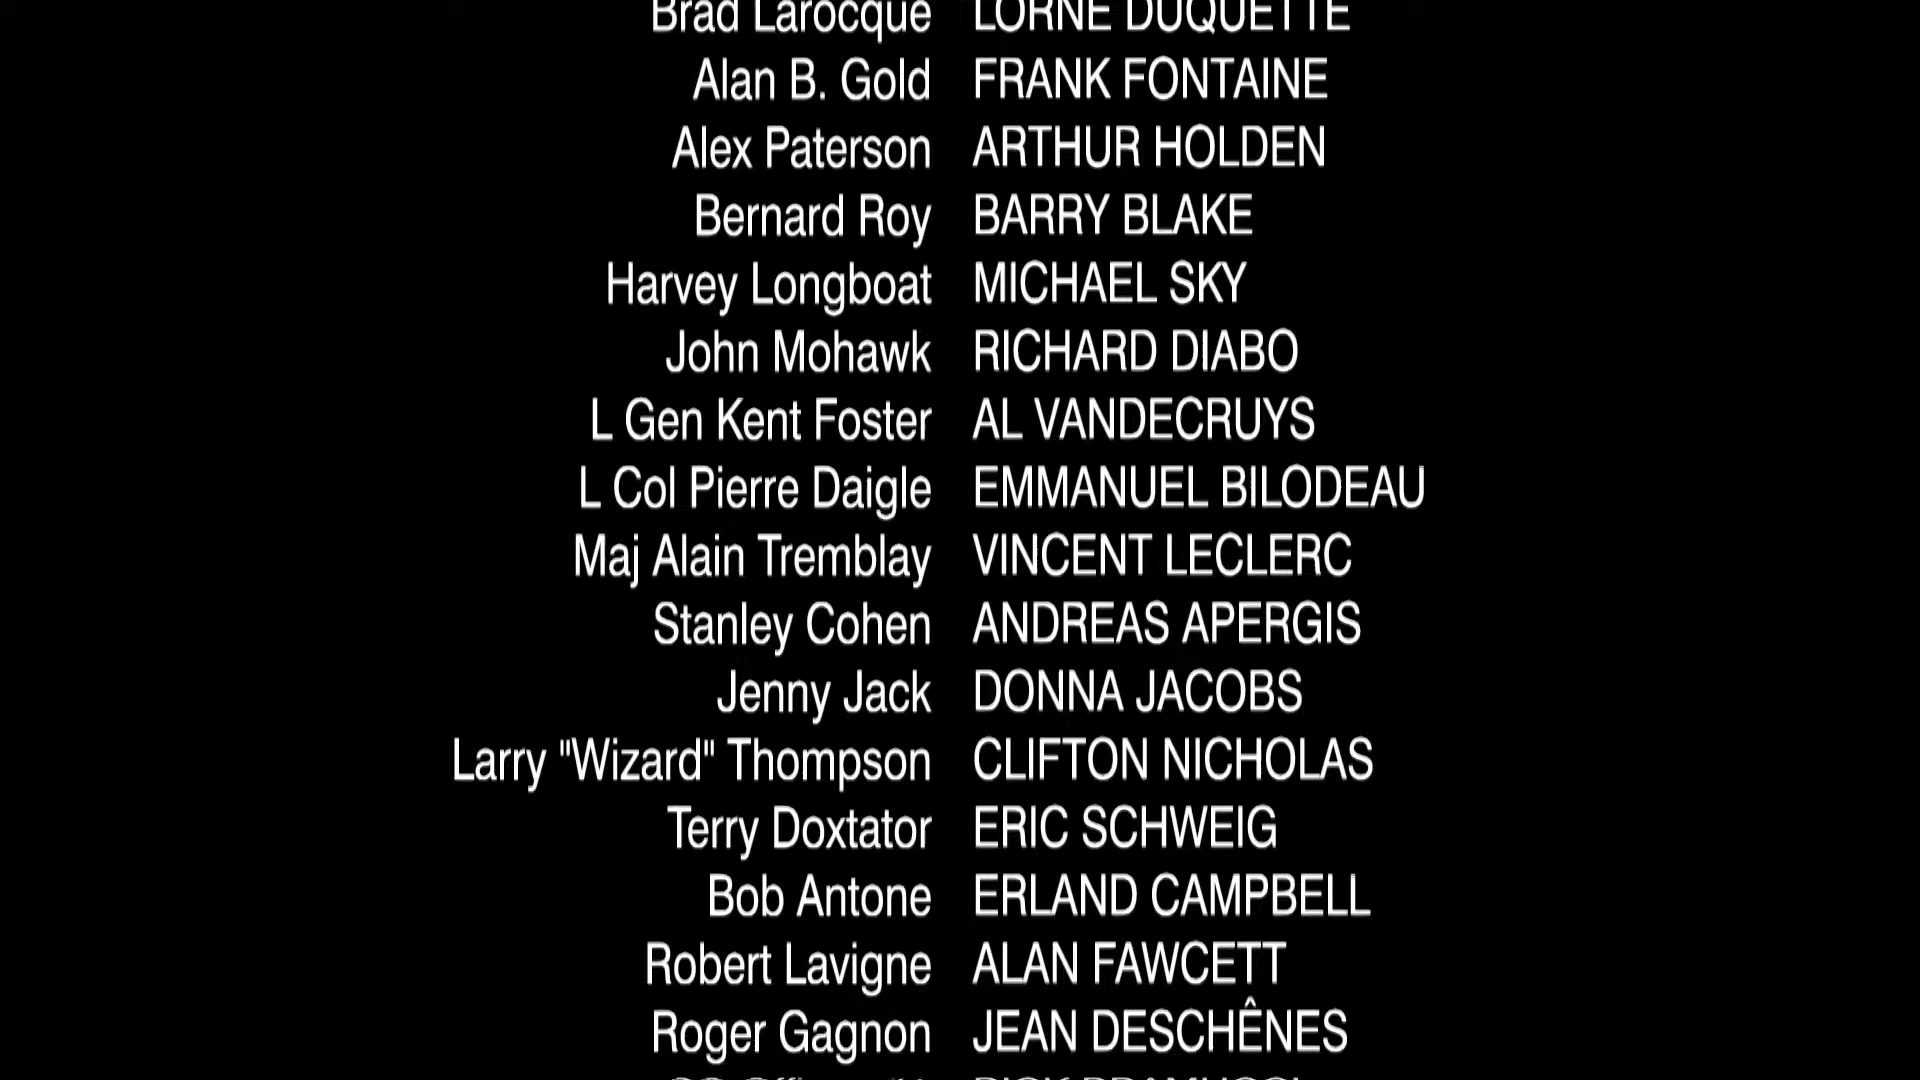 Brad Larocque LORNE DUQUETTE
Alan B. Gold FRANK FONTAINE
Alex Paterson ARTHUR HOLDEN
Bernard Roy BARRY BLAKE
Harvey Longboat MICHAEL SKY
John Mohawk RICHARD DIABO
L Gen Kent Foster AL VANDECRUYS
L Col Pierre Daigle EMMANUEL BILODEAU
Maj Alain Tremblay VINCENT LECLERC
Stanley Cohen ANDREAS APERGIS
Jenny Jack DONNA JACOBS
Larry "Wizard" Thompson CLIFTON NICHOLAS
Terry Doxtator ERIC SCHWEIG
Bob Antone ERLAND CAMPBELL
Robert Lavigne ALAN FAWCETT
Roger Gagnon JEAN DESCHÊNES